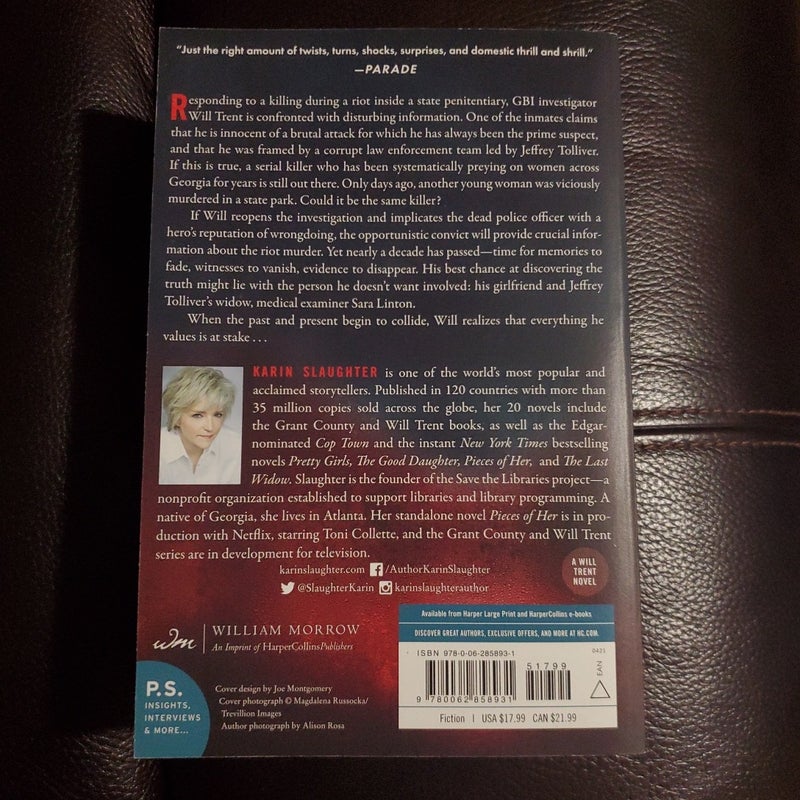 "Just the right amount of twists, turns, shocks, surprises, and domestic thrill and shrill."
—PARADE
Responding to a killing during a riot inside a state penitentiary, GBI investigator
Will Trent is confronted with disturbing information. One of the inmates claims
that he is innocent of a brutal attack for which he has always been the prime suspect,
and that he was framed by a corrupt law enforcement team led by Jeffrey Tolliver.
If this is true, a serial killer who has been systematically preying on women across
Georgia for years is still out there. Only days ago, another young woman was viciously
murdered in a state park. Could it be the same killer?
If Will reopens the investigation and implicates the dead police officer with a
hero's reputation of wrongdoing, the opportunistic convict will provide crucial infor-
mation about the riot murder. Yet nearly a decade has passed—time for memories to
fade, witnesses to vanish, evidence to disappear. His best chance at discovering the
truth might lie with the person he doesn't want involved: his girlfriend and Jeffrey
Tolliver's widow, medical examiner Sara Linton.
When the past and present begin to collide, Will realizes that everything he
values is at stake . . .
KARIN SLAUGHTER is one of the world's most popular and
acclaimed storytellers. Published in 120 countries with more than
35 million copies sold across the globe, her 20 novels include
the Grant County and Will Trent books, as well as the Edgar-
nominated Cop Town and the instant New York Times bestselling
novels Pretty Girls, The Good Daughter, Pieces of Her, and The Last
Widow. Slaughter is the founder of the Save the Libraries project—a
nonprofit organization established to support libraries and library programming. A
native of Georgia, she lives in Atlanta. Her standalone novel Pieces of Her is in pro-
duction with Netflix, starring Toni Collette, and the Grant County and Will Trent
series are in development for television.
karinslaughter.com /AuthorKarinSlaughter
@SlaughterKarin karinslaughterauthor
A WILL
TRENT
NOVEL
wm WILLIAM MORROW
An Imprint of HarperCollinsPublishers
P.S.
INSIGHTS,
INTERVIEWS
& MORE...
Cover design by Joe Montgomery
Cover photograph © Magdalena Russocka/
Trevillion Images
Author photograph by Alison Rosa
Available from Harper Large Print and HarperCollins e-books
DISCOVER GREAT AUTHORS, EXCLUSIVE OFFERS, AND MORE AT HC.COM.
ISBN 978-0-06-285893-1
0421
51799
EAN
9 780062 858931
Fiction | USA $17.99 CAN $21.99